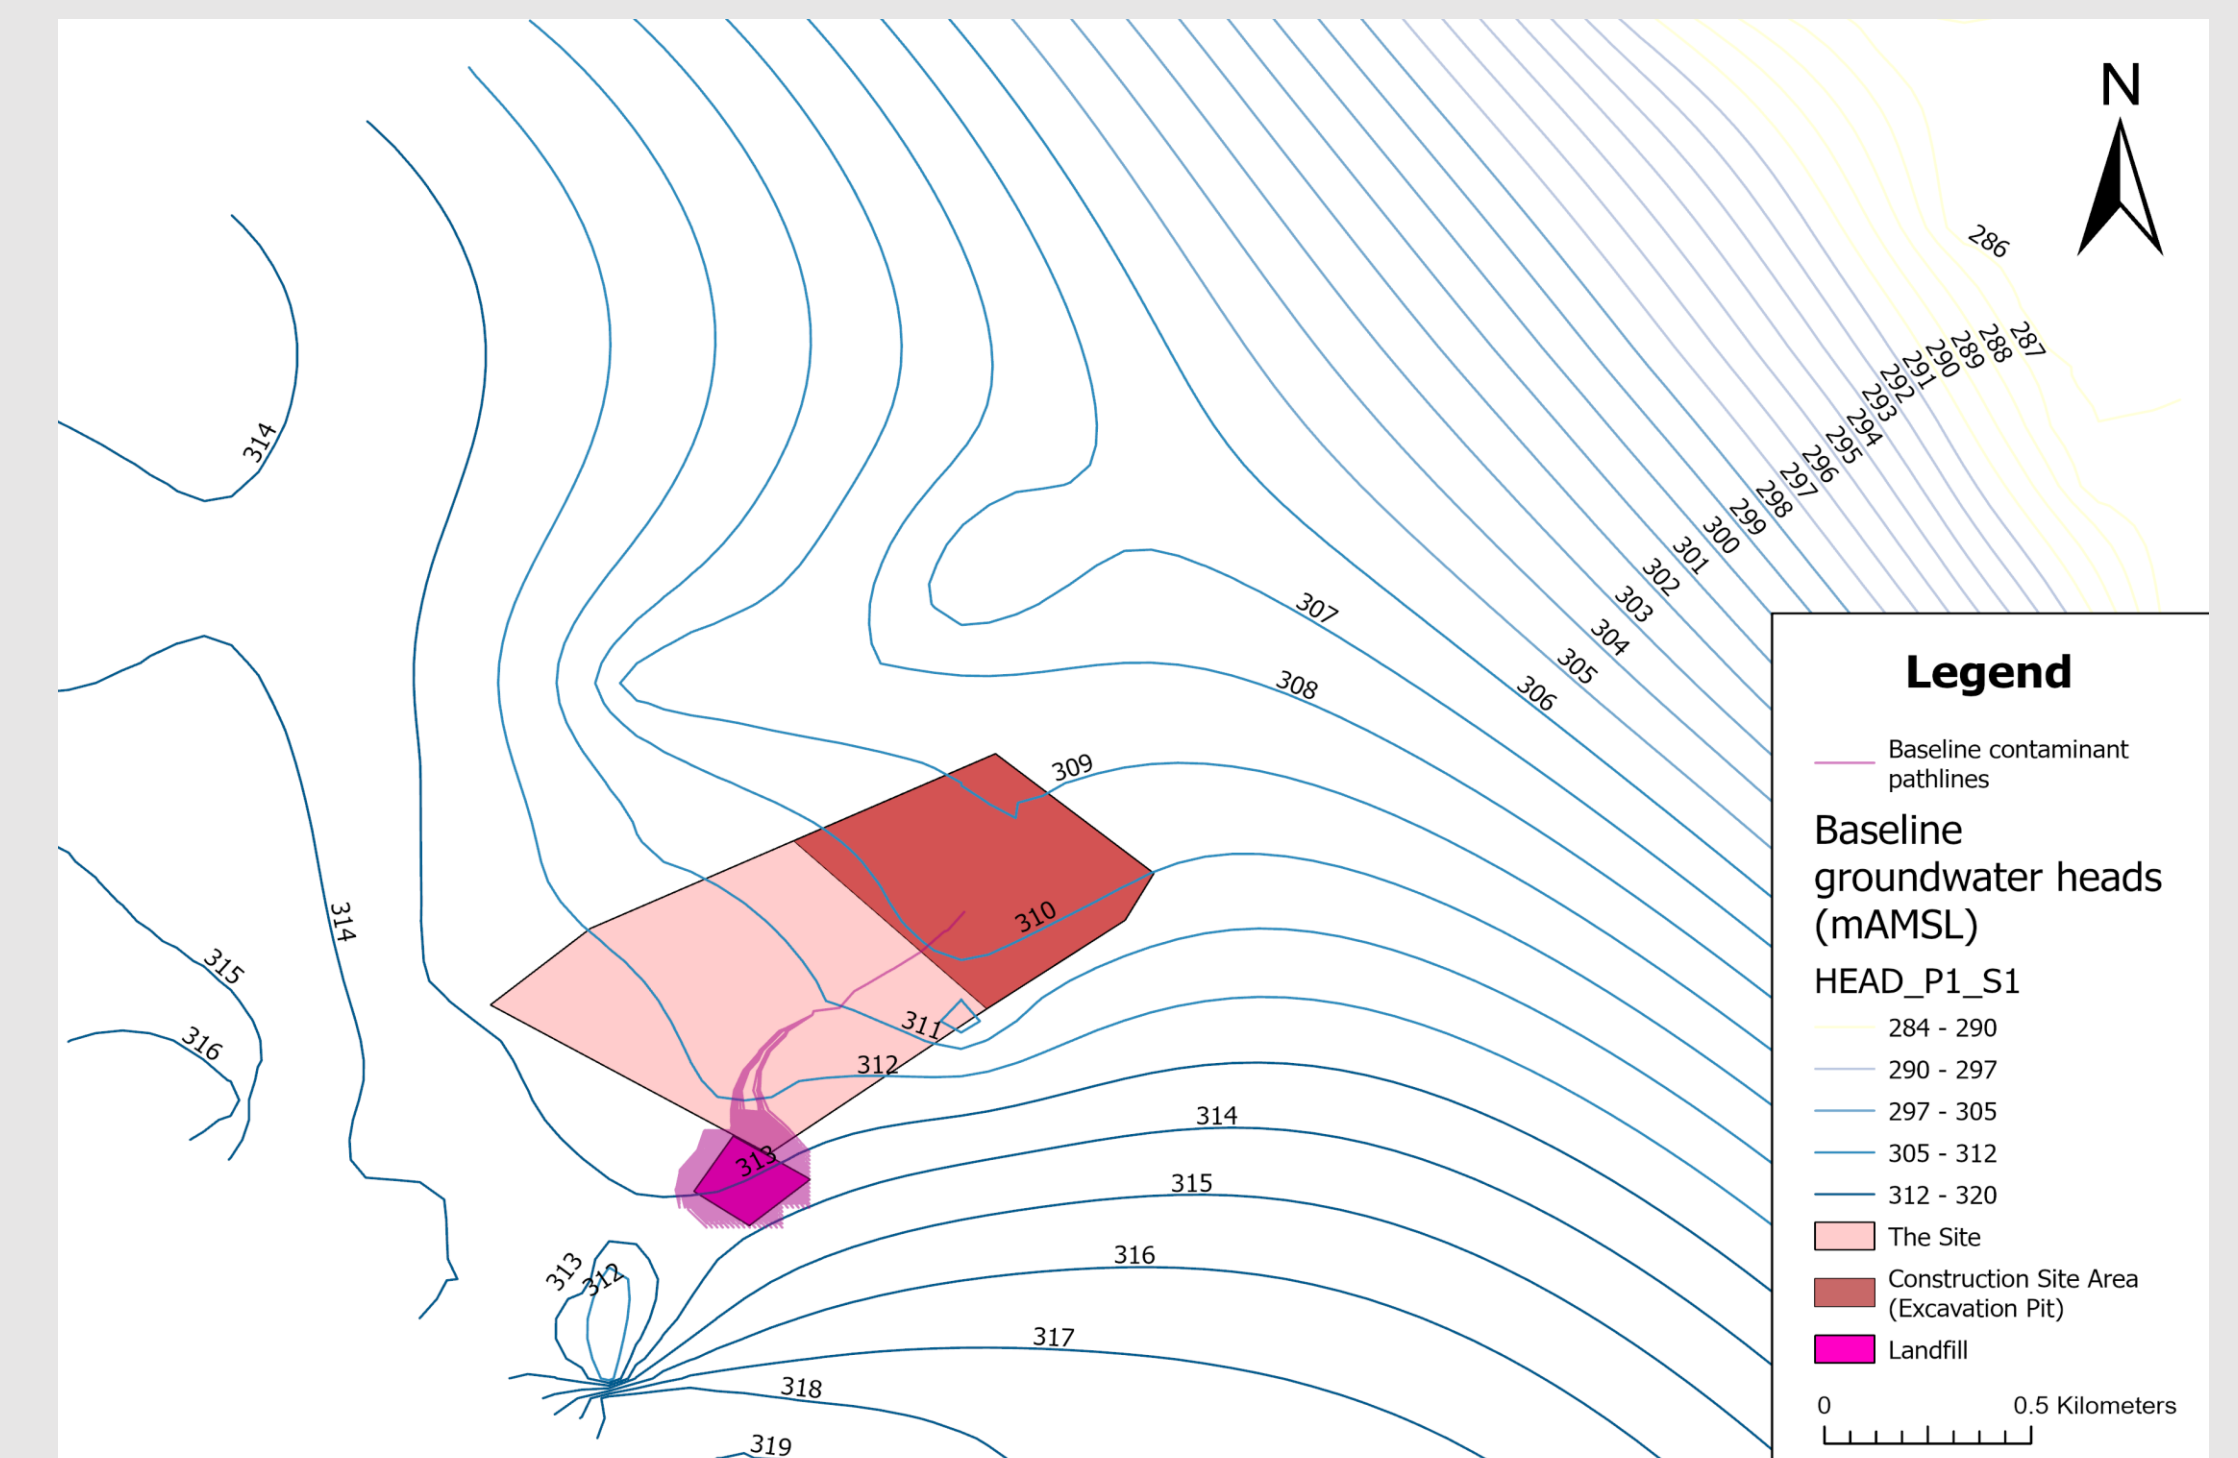 N
286
287
288
289
290
291
292
293
294
295
296
297
298
299
300
301
302
303
304
305
306
307
308
309
310
311
312
313
314
315
316
317
318
319
314
314
315
316
313
312
Legend
Baseline contaminant
pathlines
Baseline
groundwater heads
(mAMSL)
HEAD_P1_S1
284 - 290
290 - 297
297 - 305
305 - 312
312 - 320
The Site
Construction Site Area
(Excavation Pit)
Landfill
0 0.5 Kilometers